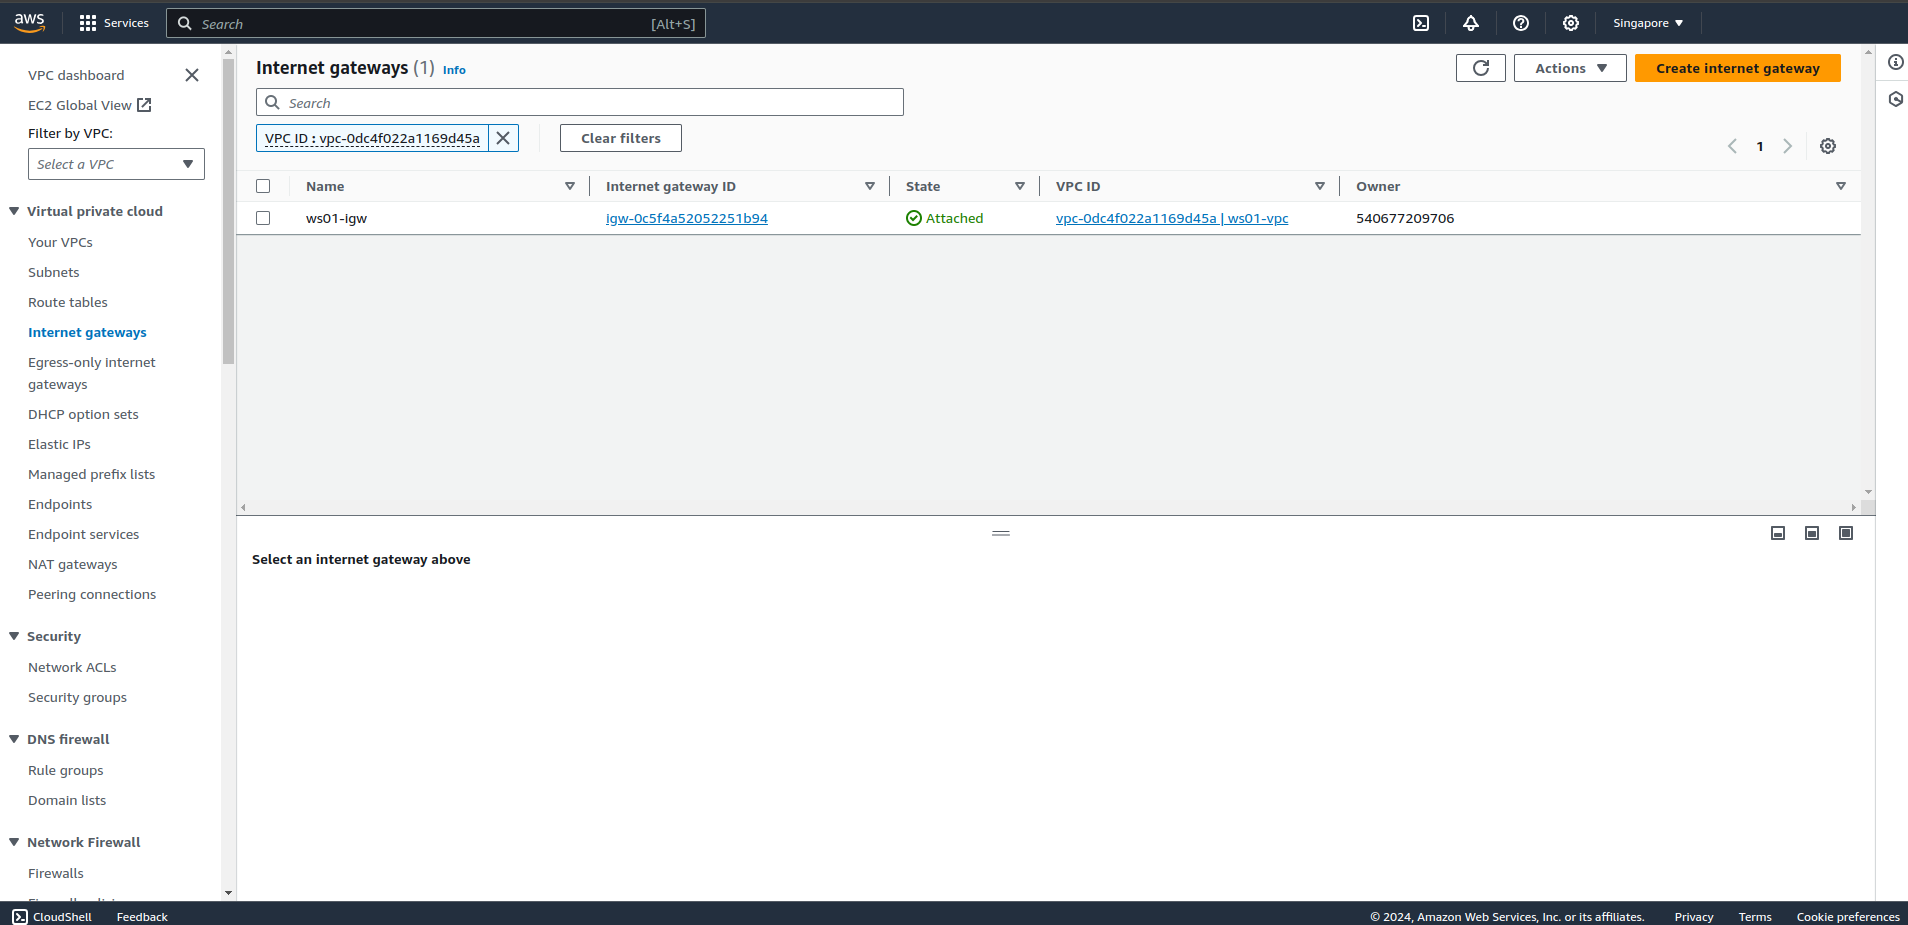 aws
Services
Search
[Alt+S]
Singapore
VPC dashboard
EC2 Global View
Filter by VPC:
Select a VPC
Virtual private cloud
Your VPCs
Subnets
Route tables
Internet gateways
Egress-only internet
gateways
DHCP option sets
Elastic IPs
Managed prefix lists
Endpoints
Endpoint services
NAT gateways
Peering connections
Security
Network ACLs
Security groups
DNS firewall
Rule groups
Domain lists
Network Firewall
Firewalls
Internet gateways (1) Info
Actions
Create internet gateway
Search
VPC ID : vpc-0dc4f022a1169d45a
Clear filters
1
Name Internet gateway ID State VPC ID Owner
ws01-igw igw-0c5f4a52052251b94 Attached vpc-0dc4f022a1169d45a | ws01-vpc 540677209706
Select an internet gateway above
CloudShell Feedback © 2024, Amazon Web Services, Inc. or its affiliates. Privacy Terms Cookie preferences